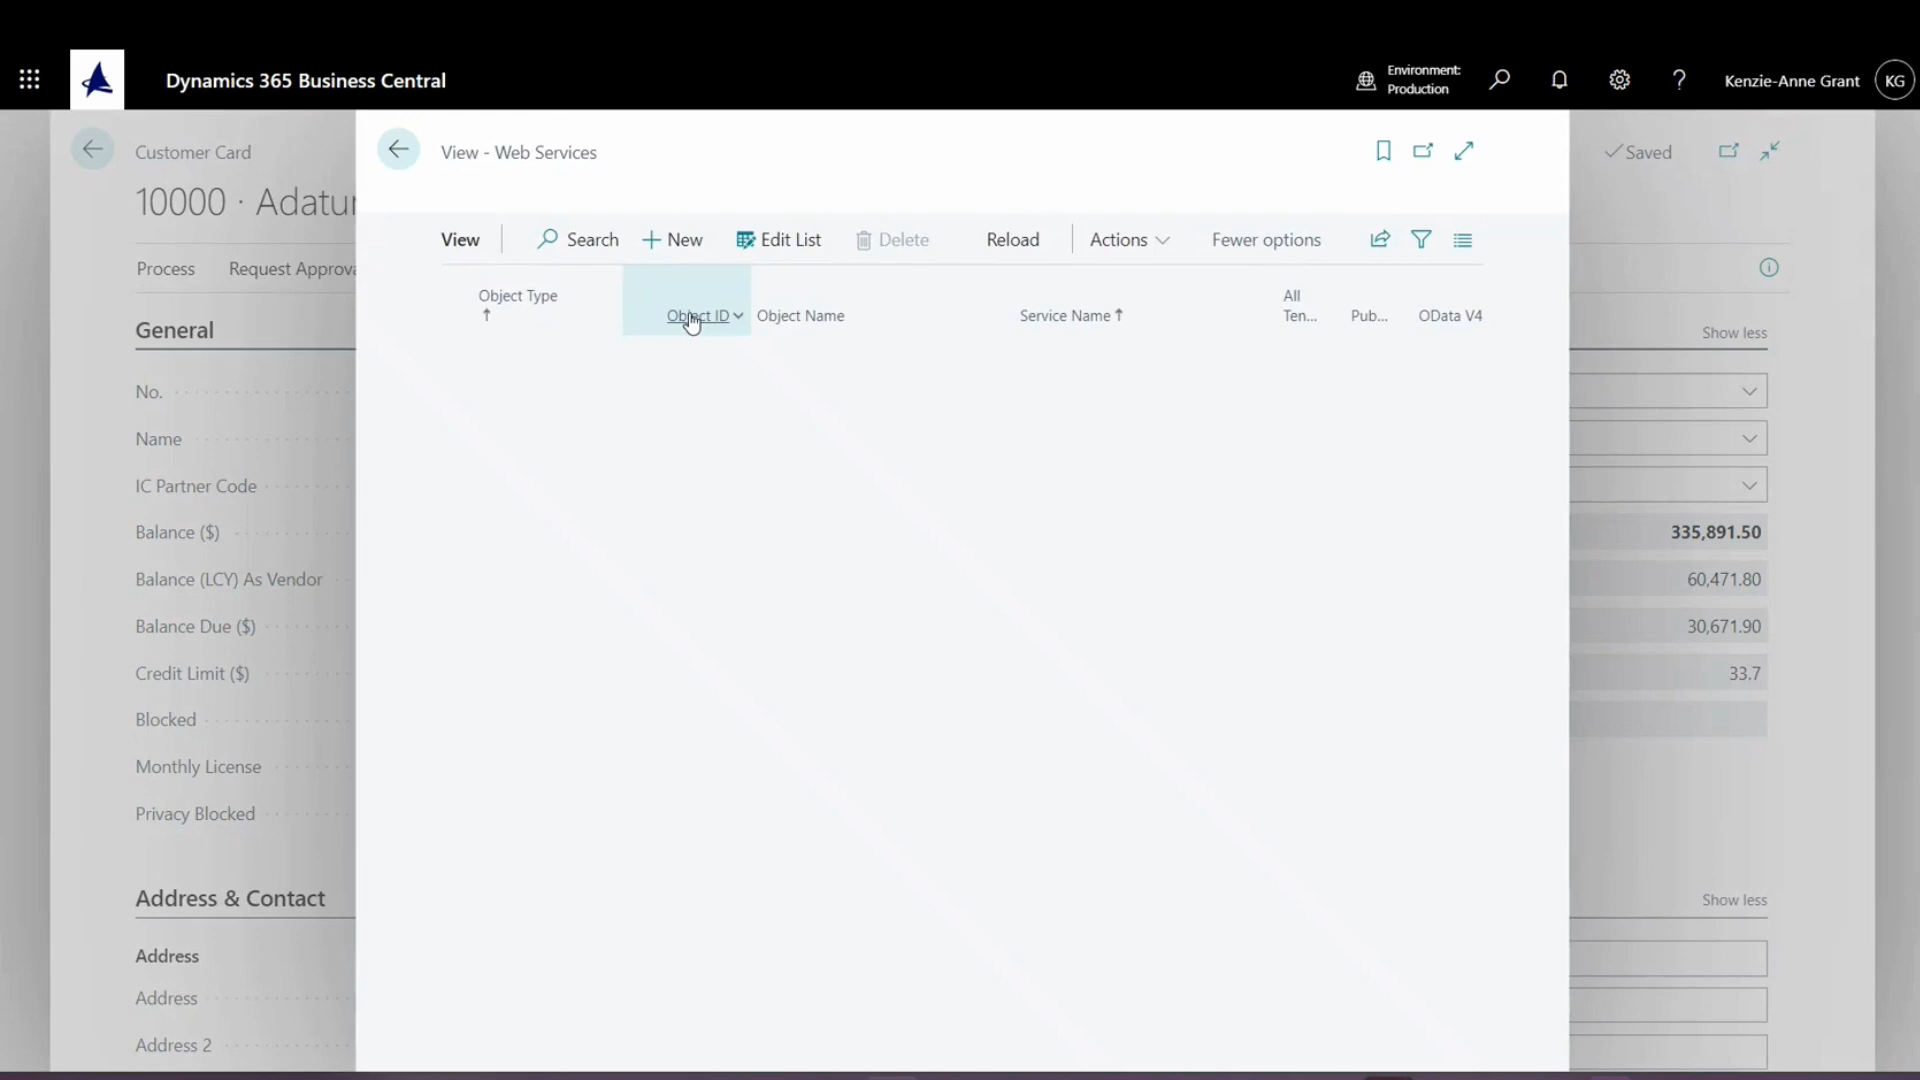 Dynamics 365 Business Central
Environment:
Production
Kenzie-Anne Grant
KG
Customer Card
View - Web Services
Saved
10000 ·
View
Search
New
Edit List
Delete
Reload
Actions
Fewer options
Process
Request
Object Type
Object ID
Object Name
Service Name
All
Ten...
Pub...
OData V4
General
Show less
No.
Name
IC Partner Code
Balance ($)
335,891.50
Balance (LCY) As Vendor
60,471.80
Balance Due ($)
30,671.90
Credit Limit ($)
33.7
Blocked
Monthly License
Privacy Blocked
Address & Contact
Show less
Address
Address
Address 2